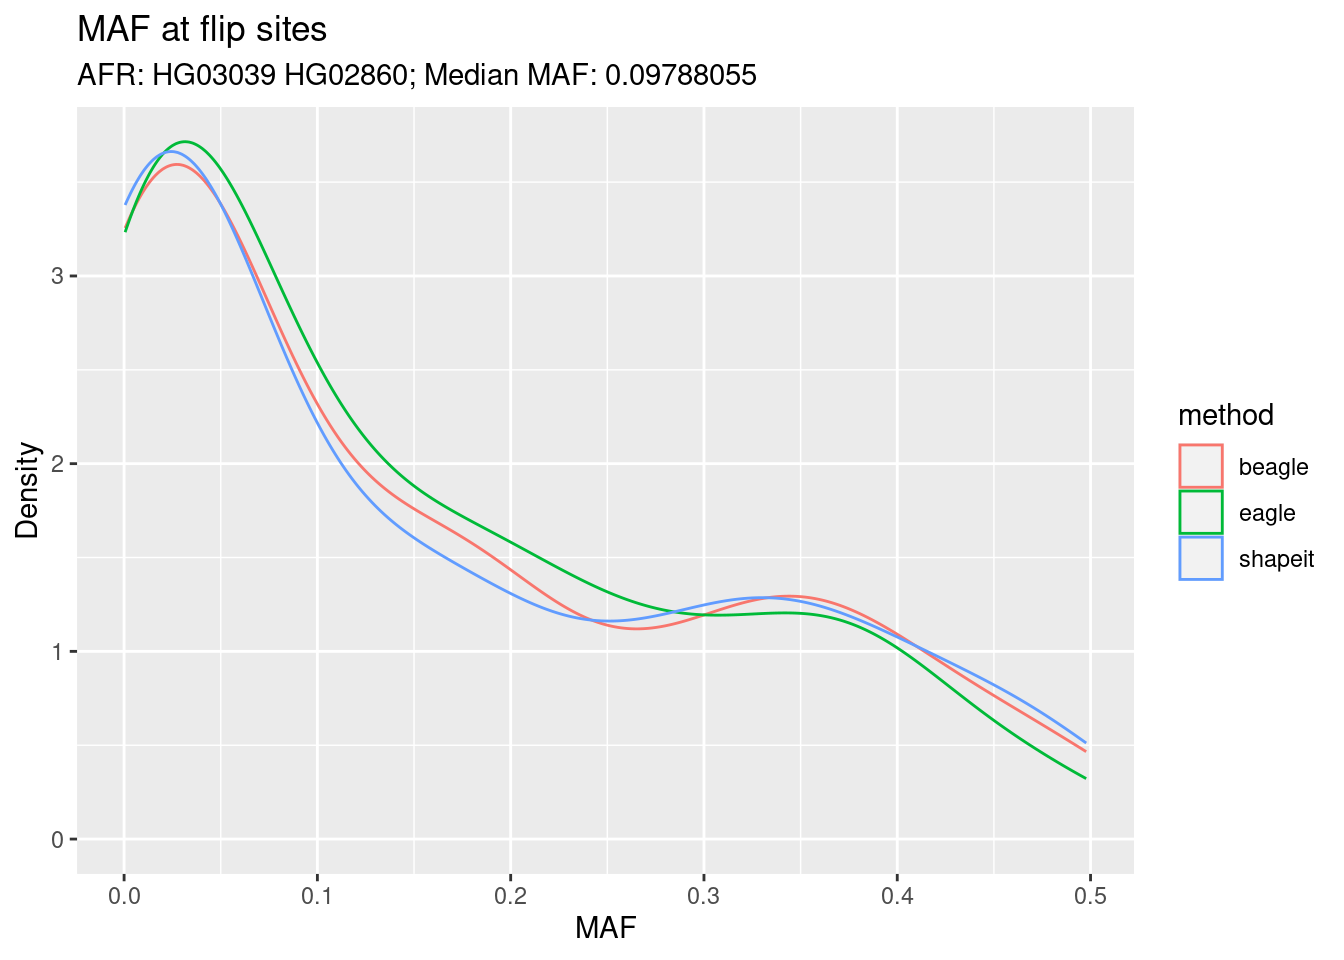 MAF at flip sites
AFR: HG03039 HG02860; Median MAF: 0.09788055
Density
3
2
1
0
0.0 0.1 0.2 0.3 0.4 0.5
MAF
method
beagle
eagle
shapeit